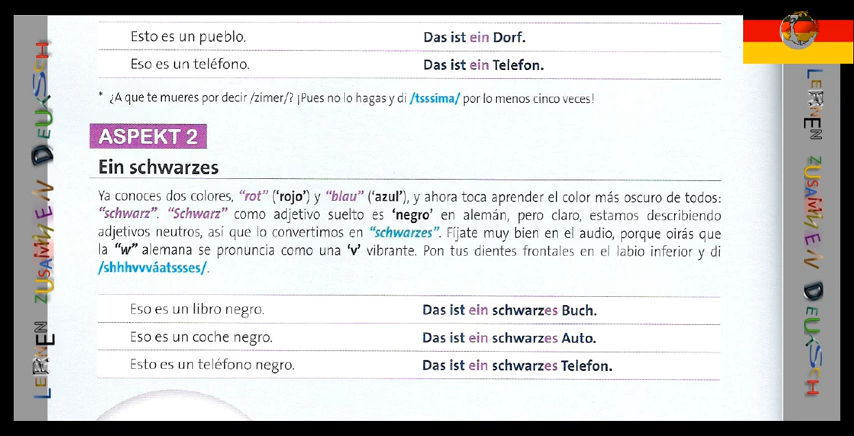 Esto es un pueblo. Das ist ein Dorf.
Eso es un teléfono. Das ist ein Telefon.
* ¿A que te mueres por decir /zimer/? ¡Pues no lo hagas y di /tsssíma/ por lo menos cinco veces!
ASPEKT 2
Ein schwarzes
Ya conoces dos colores, "rot" ('rojo') y "blau" ('azul'), y ahora toca aprender el color más oscuro de todos:
"schwarz". "Schwarz" como adjetivo suelto es 'negro' en alemán, pero claro, estamos describiendo
adjetivos neutros, así que lo convertimos en "schwarzes". Fíjate muy bien en el audio, porque oirás que
la "w" alemana se pronuncia como una 'v' vibrante. Pon tus dientes frontales en el labio inferior y di
/shhhvvváatssses/.
Eso es un libro negro. Das ist ein schwarzes Buch.
Eso es un coche negro. Das ist ein schwarzes Auto.
Esto es un teléfono negro. Das ist ein schwarzes Telefon.
LERNEN ZUSAMMEN DEUKSCH
LERNEN ZUSAMMEN DEUKSCH